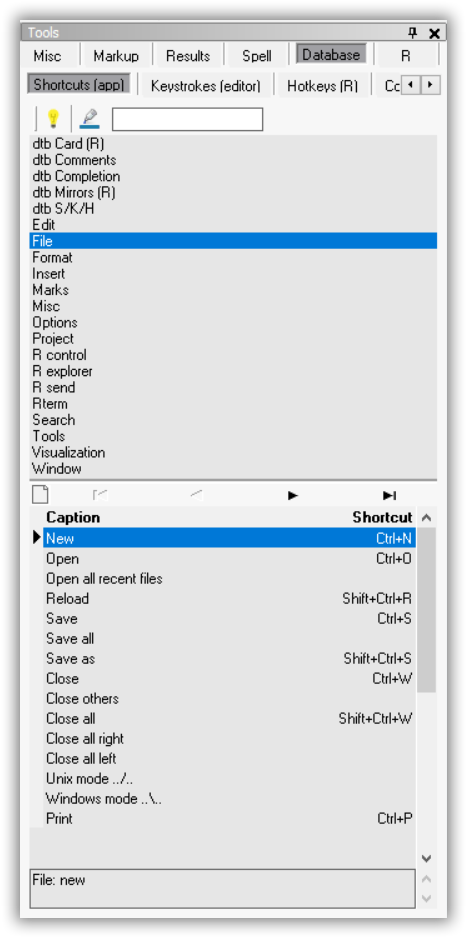 Tools
Misc Markup Results Spell Database R
Shortcuts (app) Keystrokes (editor) Hotkeys (R) Co
dtb Card (R)
dtb Comments
dtb Completion
dtb Mirrors (R)
dtb S/K/H
Edit
File
Format
Insert
Marks
Misc
Options
Project
R control
R explorer
R send
Rterm
Search
Tools
Visualization
Window
Caption Shortcut
New Ctrl+N
Open Ctrl+O
Open all recent files
Reload Shift+Ctrl+R
Save Ctrl+S
Save all
Save as Shift+Ctrl+S
Close Ctrl+W
Close others
Close all Shift+Ctrl+W
Close all right
Close all left
Unix mode ../..
Windows mode ..\..
Print Ctrl+P
File: new